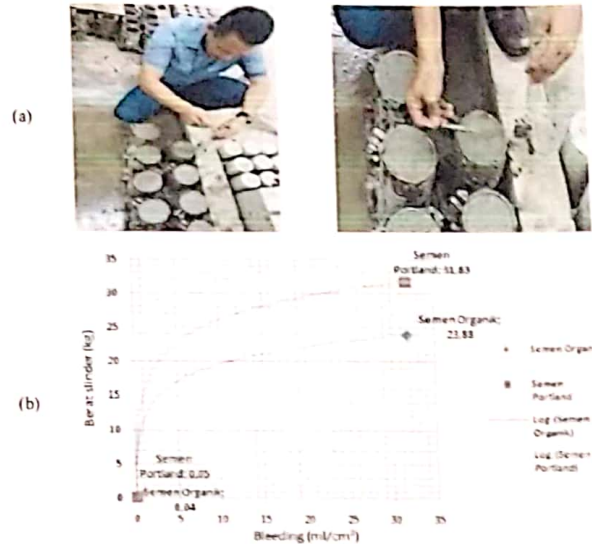 (a)
(b)
35
30
25
20
15
10
5
0
Berat slinder (kg)
Semen
Portland; 31,83
Semen Organik;
23,88
Semen
Portland; 0,05
Semen Organik;
0,04
0 5 10 15 20 25 30 35
Bleeding (ml/cm²)
Semen Organ
Semen
Portland
Log (Semen
Organik)
Log (Semen
Portland)